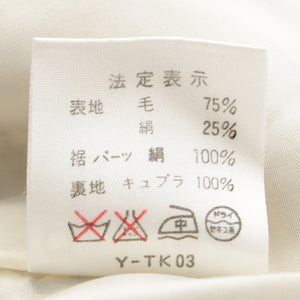 法定表示
表地 毛 75%
絹 25%
裾パーツ 絹 100%
裏地 キュプラ 100%
ドライ
セキユ系
Y-TK03